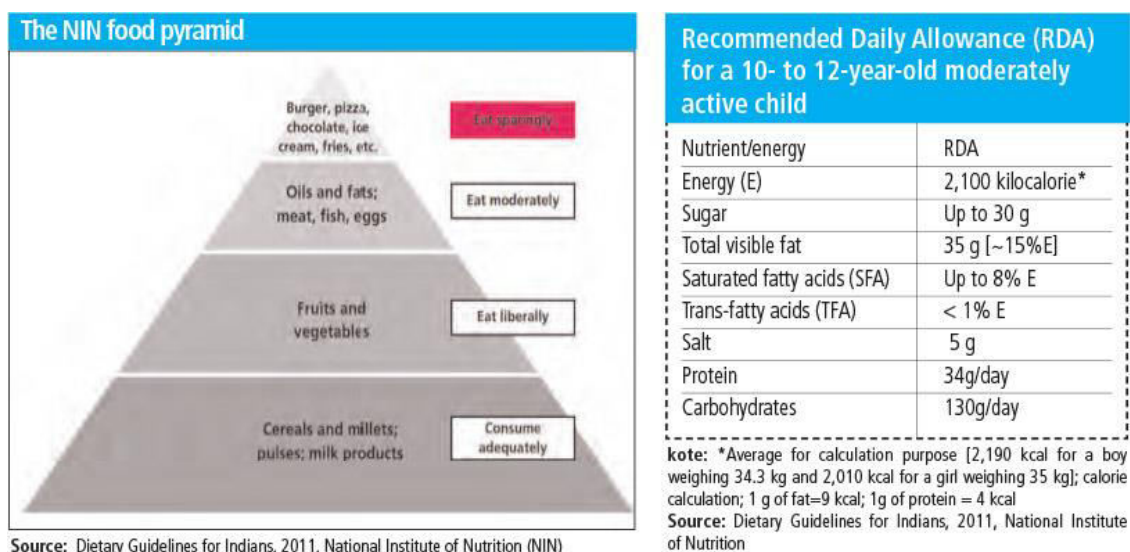 The NIN food pyramid
Burger, pizza,
chocolate, ice
cream, fries, etc.
Eat sparingly
Oils and fats;
meat, fish, eggs
Eat moderately
Fruits and
vegetables
Eat liberally
Cereals and millets;
pulses; milk products
Consume
adequately
Source: Dietary Guidelines for Indians, 2011, National Institute of Nutrition (NIN)
Recommended Daily Allowance (RDA)
for a 10- to 12-year-old moderately
active child
Nutrient/energy RDA
Energy (E) 2,100 kilocalorie*
Sugar Up to 30 g
Total visible fat 35 g [~15%E]
Saturated fatty acids (SFA) Up to 8% E
Trans-fatty acids (TFA) < 1% E
Salt 5 g
Protein 34g/day
Carbohydrates 130g/day
kote: *Average for calculation purpose [2,190 kcal for a boy
weighing 34.3 kg and 2,010 kcal for a girl weighing 35 kg]; calorie
calculation; 1 g of fat=9 kcal; 1g of protein = 4 kcal
Source: Dietary Guidelines for Indians, 2011, National Institute
of Nutrition